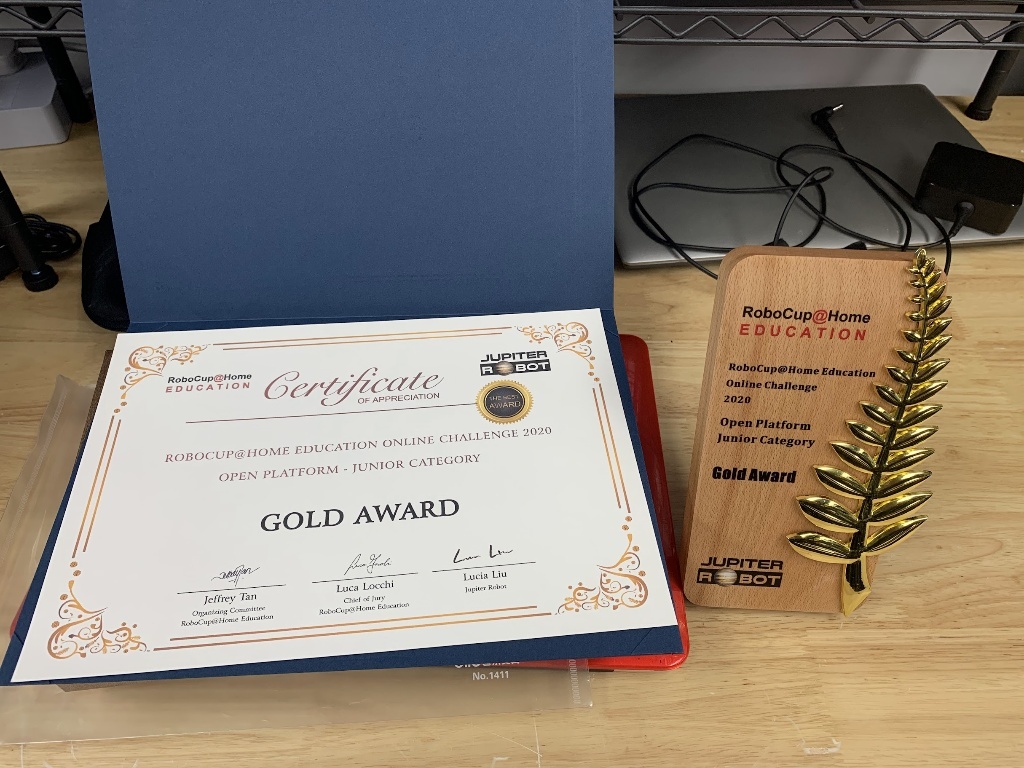 RoboCup@Home
EDUCATION
Certificate
OF APPRECIATION
JUPITER
ROBOT
THE BEST
AWARD
ROBOCUP@HOME EDUCATION ONLINE CHALLENGE 2020
OPEN PLATFORM - JUNIOR CATEGORY
GOLD AWARD
Jeffrey Tan
Organizing Committee
RoboCup@Home Education
Luca Locchi
Chief of Jury
RoboCup@Home Education
Lucia Liu
Jupiter Robot
No.1411
RoboCup@Home
EDUCATION
RoboCup@Home Education
Online Challenge
2020
Open Platform
Junior Category
Gold Award
JUPITER
ROBOT